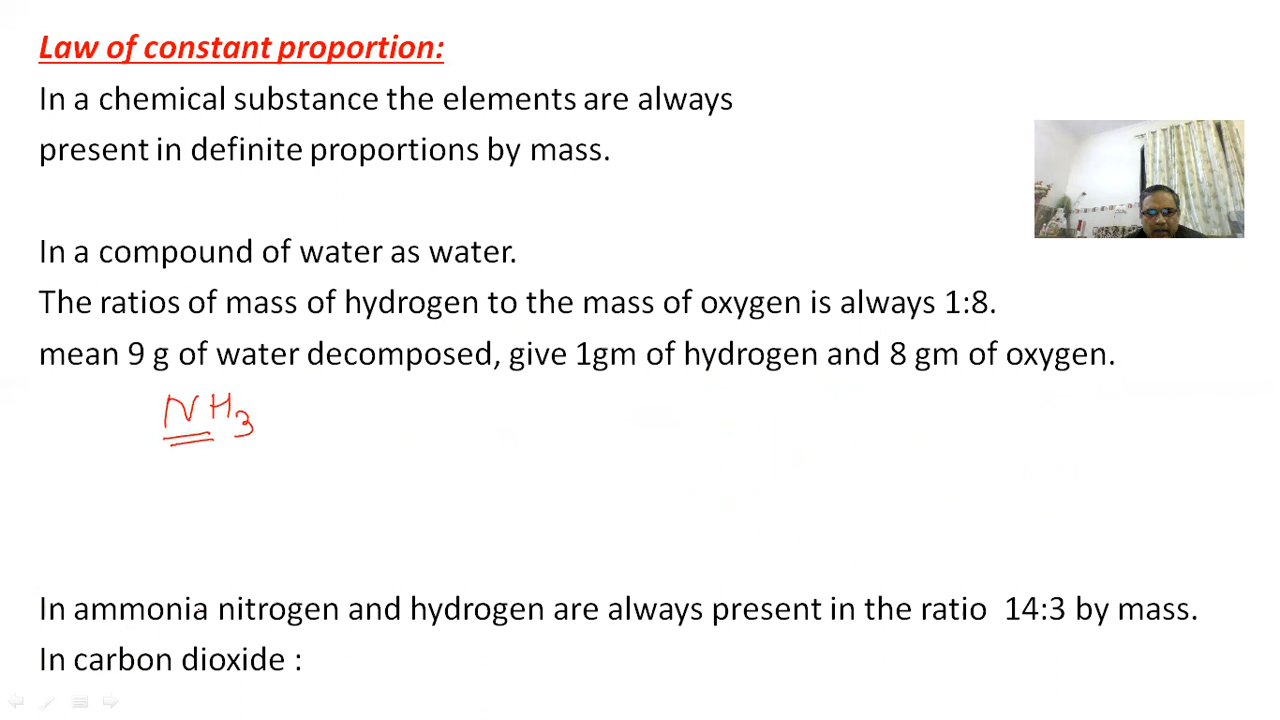 Law of constant proportion:
In a chemical substance the elements are always
present in definite proportions by mass.
In a compound of water as water.
The ratios of mass of hydrogen to the mass of oxygen is always 1:8.
mean 9 g of water decomposed, give 1gm of hydrogen and 8 gm of oxygen.
NH3
In ammonia nitrogen and hydrogen are always present in the ratio 14:3 by mass.
In carbon dioxide :